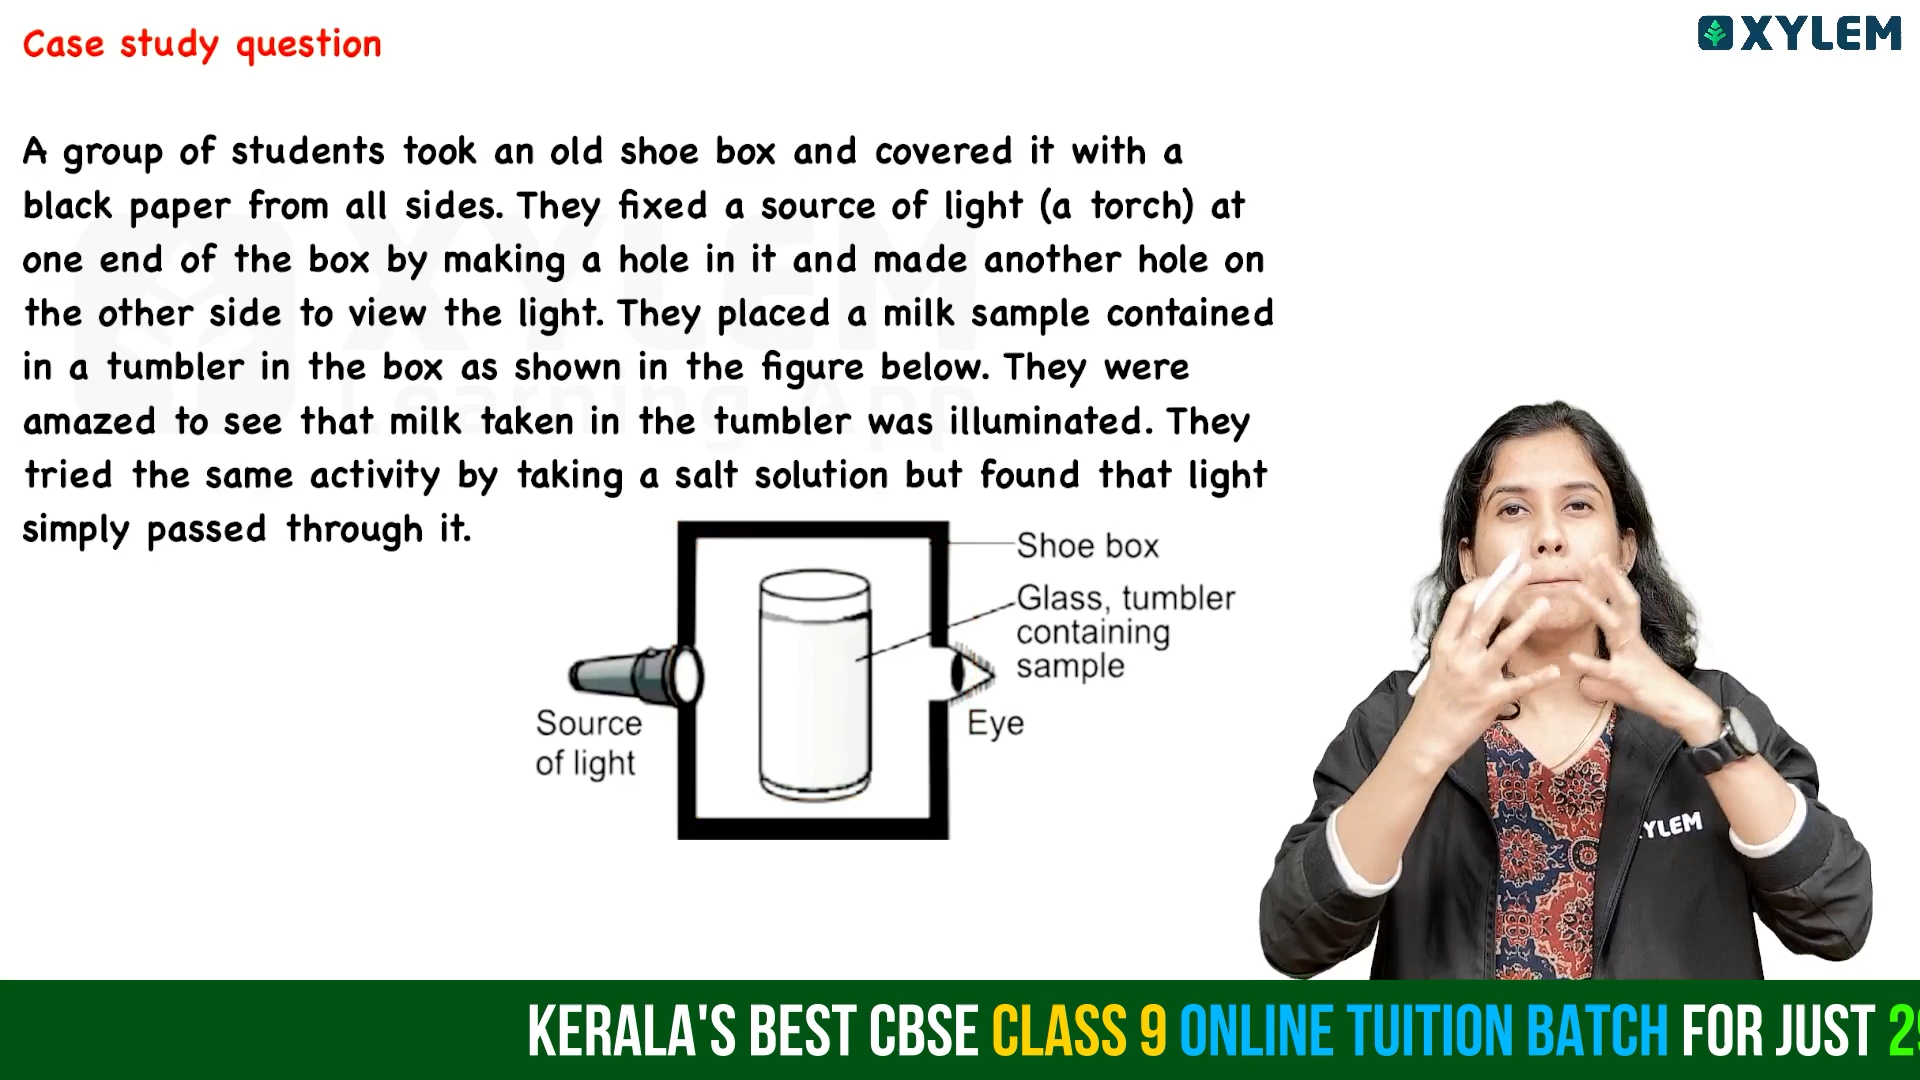 Case study question
XYLEM
A group of students took an old shoe box and covered it with a
black paper from all sides. They fixed a source of light (a torch) at
one end of the box by making a hole in it and made another hole on
the other side to view the light. They placed a milk sample contained
in a tumbler in the box as shown in the figure below. They were
amazed to see that milk taken in the tumbler was illuminated. They
tried the same activity by taking a salt solution but found that light
simply passed through it.
XYLEM
Learning App
Shoe box
Glass, tumbler
containing
sample
Source
of light
Eye
YLEM
KERALA'S BEST CBSE CLASS 9 ONLINE TUITION BATCH FOR JUST